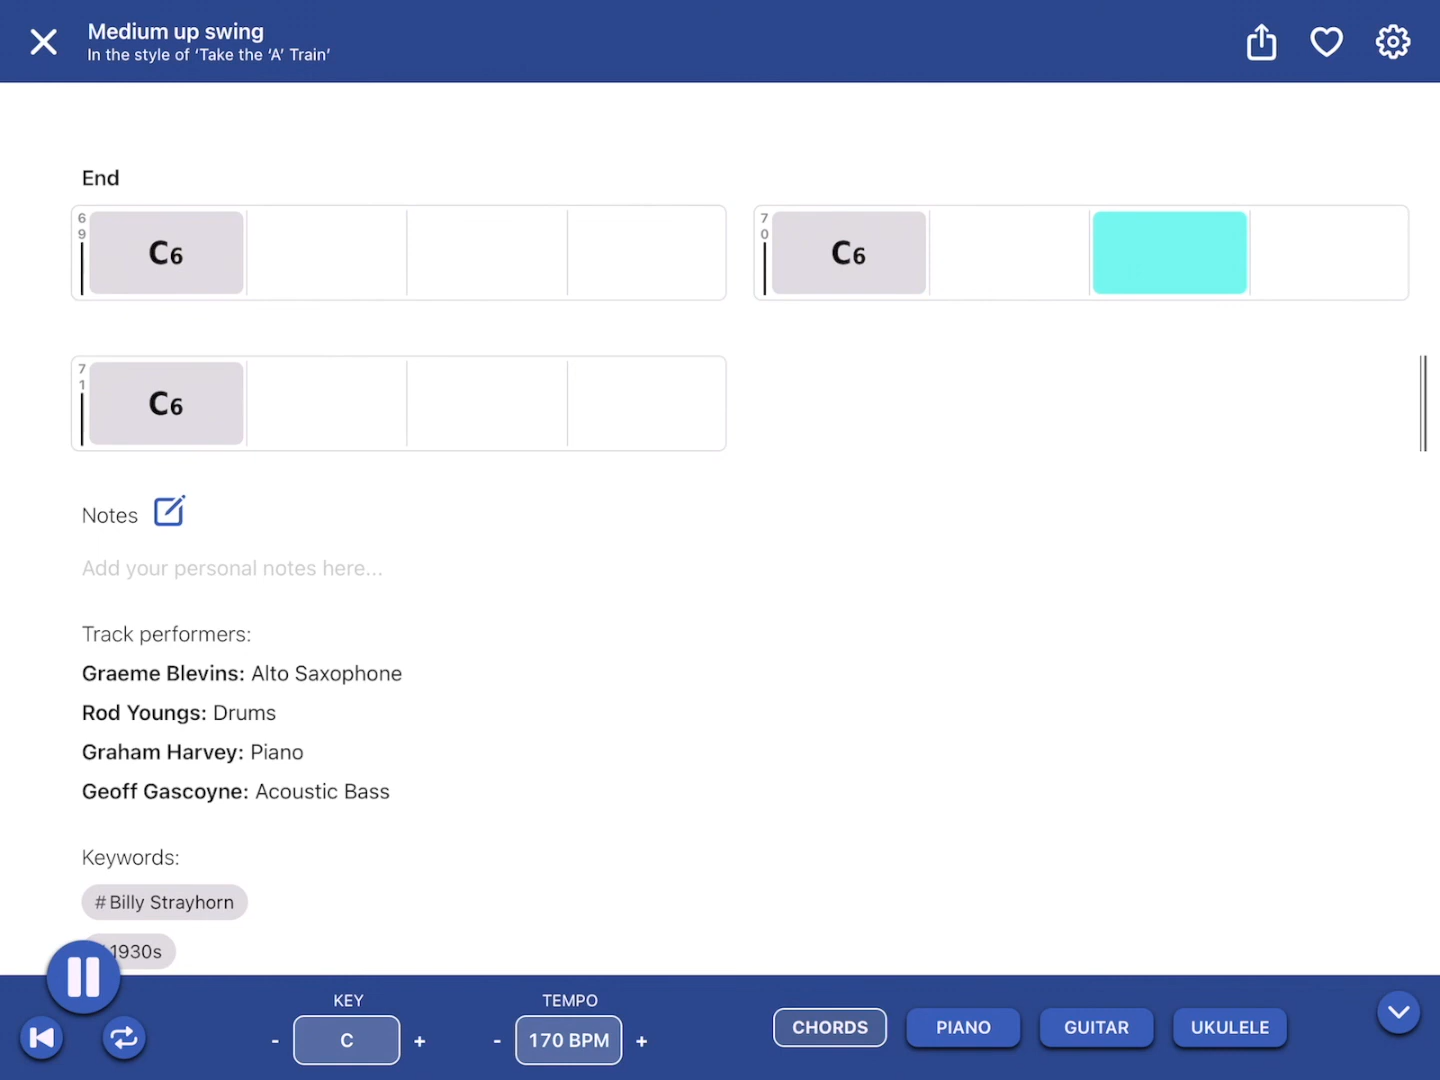 Medium up swing
In the style of ‘Take the ‘A’ Train’
End
69
C6
70
C6
71
C6
Notes
Add your personal notes here...
Track performers:
Graeme Blevins: Alto Saxophone
Rod Youngs: Drums
Graham Harvey: Piano
Geoff Gascoyne: Acoustic Bass
Keywords:
#Billy Strayhorn
1930s
KEY
- C +
TEMPO
- 170 BPM +
CHORDS
PIANO
GUITAR
UKULELE